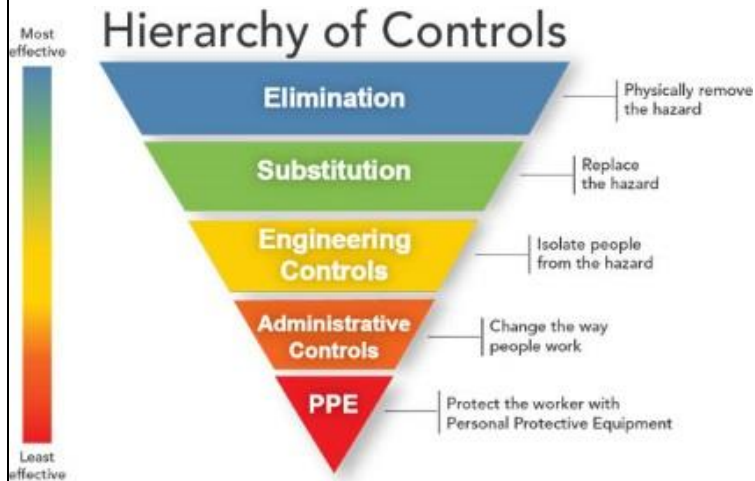 Hierarchy of Controls
Most
effective
Elimination
Physically remove
the hazard
Substitution
Replace
the hazard
Engineering
Controls
Isolate people
from the hazard
Administrative
Controls
Change the way
people work
PPE
Protect the worker with
Personal Protective Equipment
Least
effective